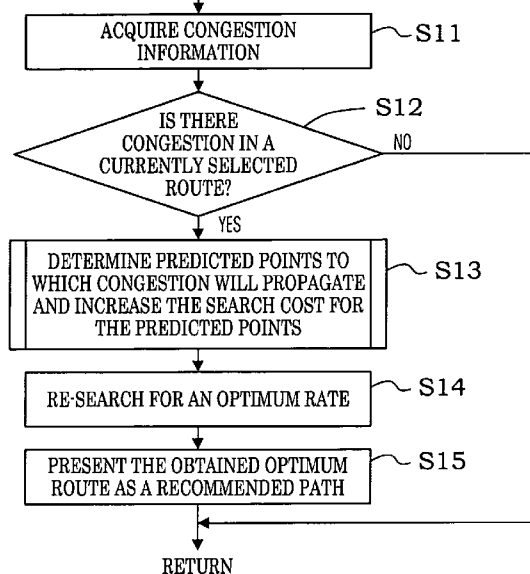 ACQUIRE CONGESTION
INFORMATION
S11
S12
IS THERE
CONGESTION IN A
CURRENTLY SELECTED
ROUTE?
NO
YES
DETERMINE PREDICTED POINTS TO
WHICH CONGESTION WILL PROPAGATE
AND INCREASE THE SEARCH COST FOR
THE PREDICTED POINTS
S13
RE-SEARCH FOR AN OPTIMUM RATE
S14
PRESENT THE OBTAINED OPTIMUM
ROUTE AS A RECOMMENDED PATH
S15
RETURN